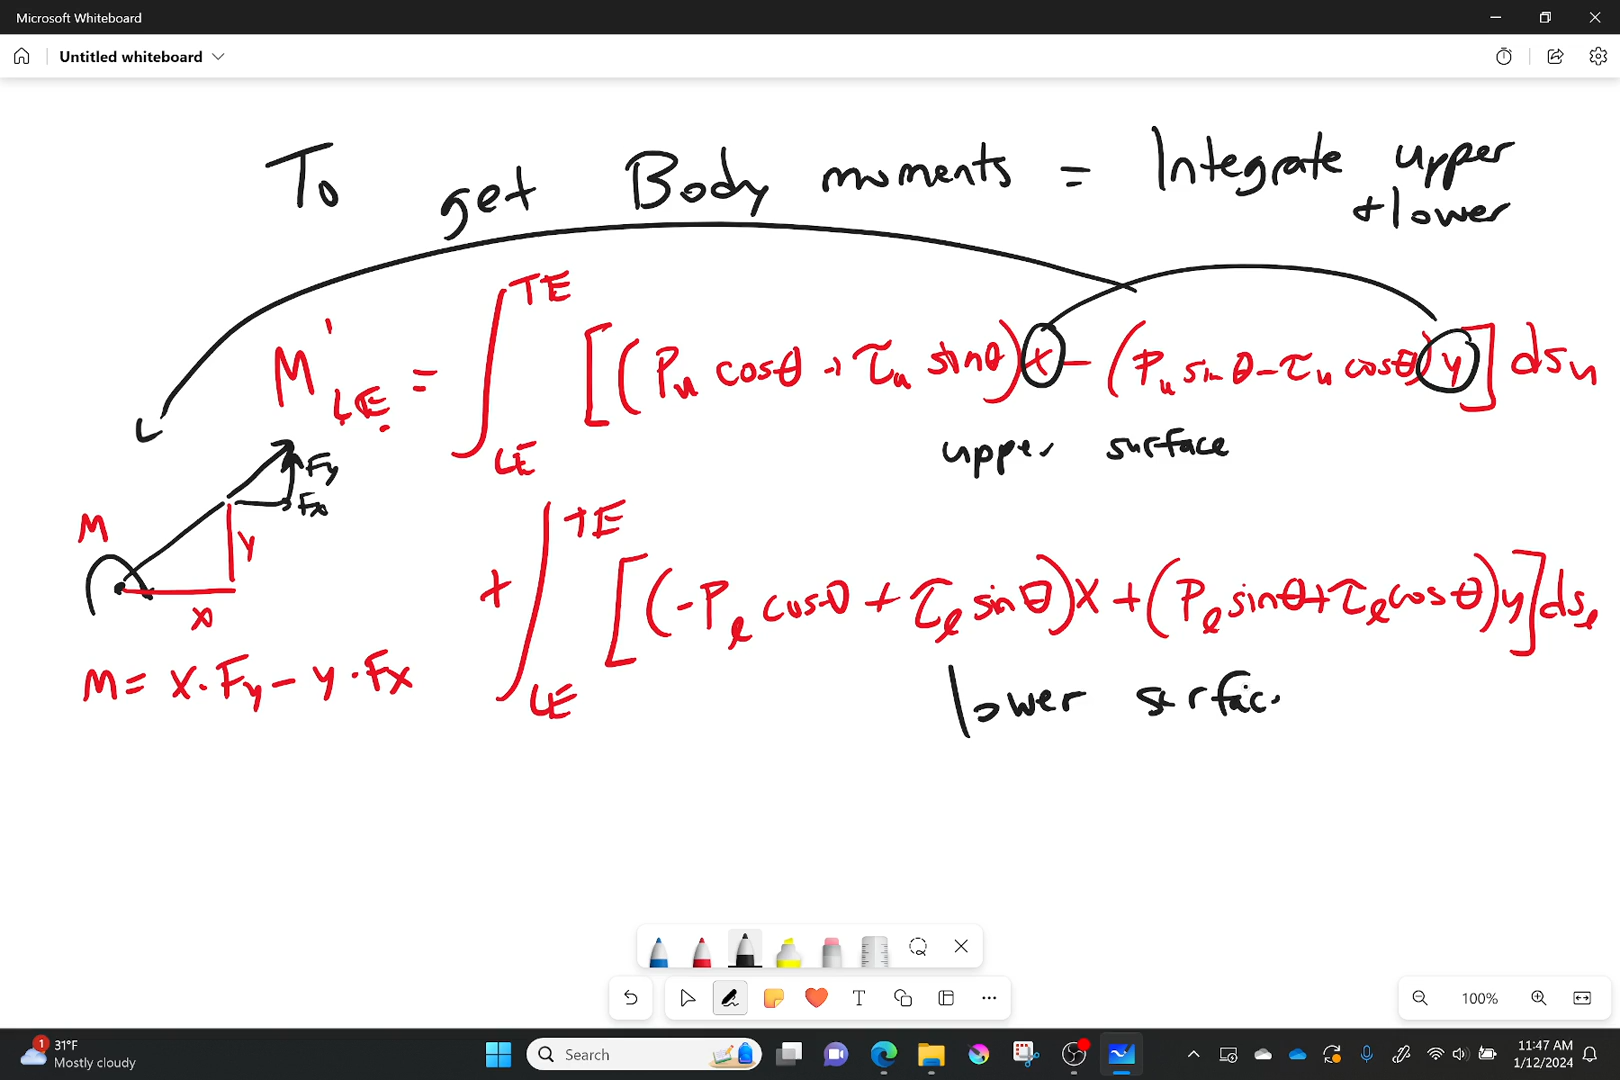 Microsoft Whiteboard
Untitled whiteboard
To get Body moments = Integrate upper
+ lower
M'LE = ∫ TE LE [(Pu cosθ + τu sinθ)x - (Pu sinθ - τu cosθ)y] dsu
upper surface
Fy
Fx
M
y
x
M = x·Fy - y·Fx
+ ∫ TE LE [(-Pℓ cosθ + τℓ sinθ)x + (Pℓ sinθ + τℓ cosθ)y] dsℓ
lower surfac
T
100%
1
31°F
Mostly cloudy
Search
11:47 AM
1/12/2024